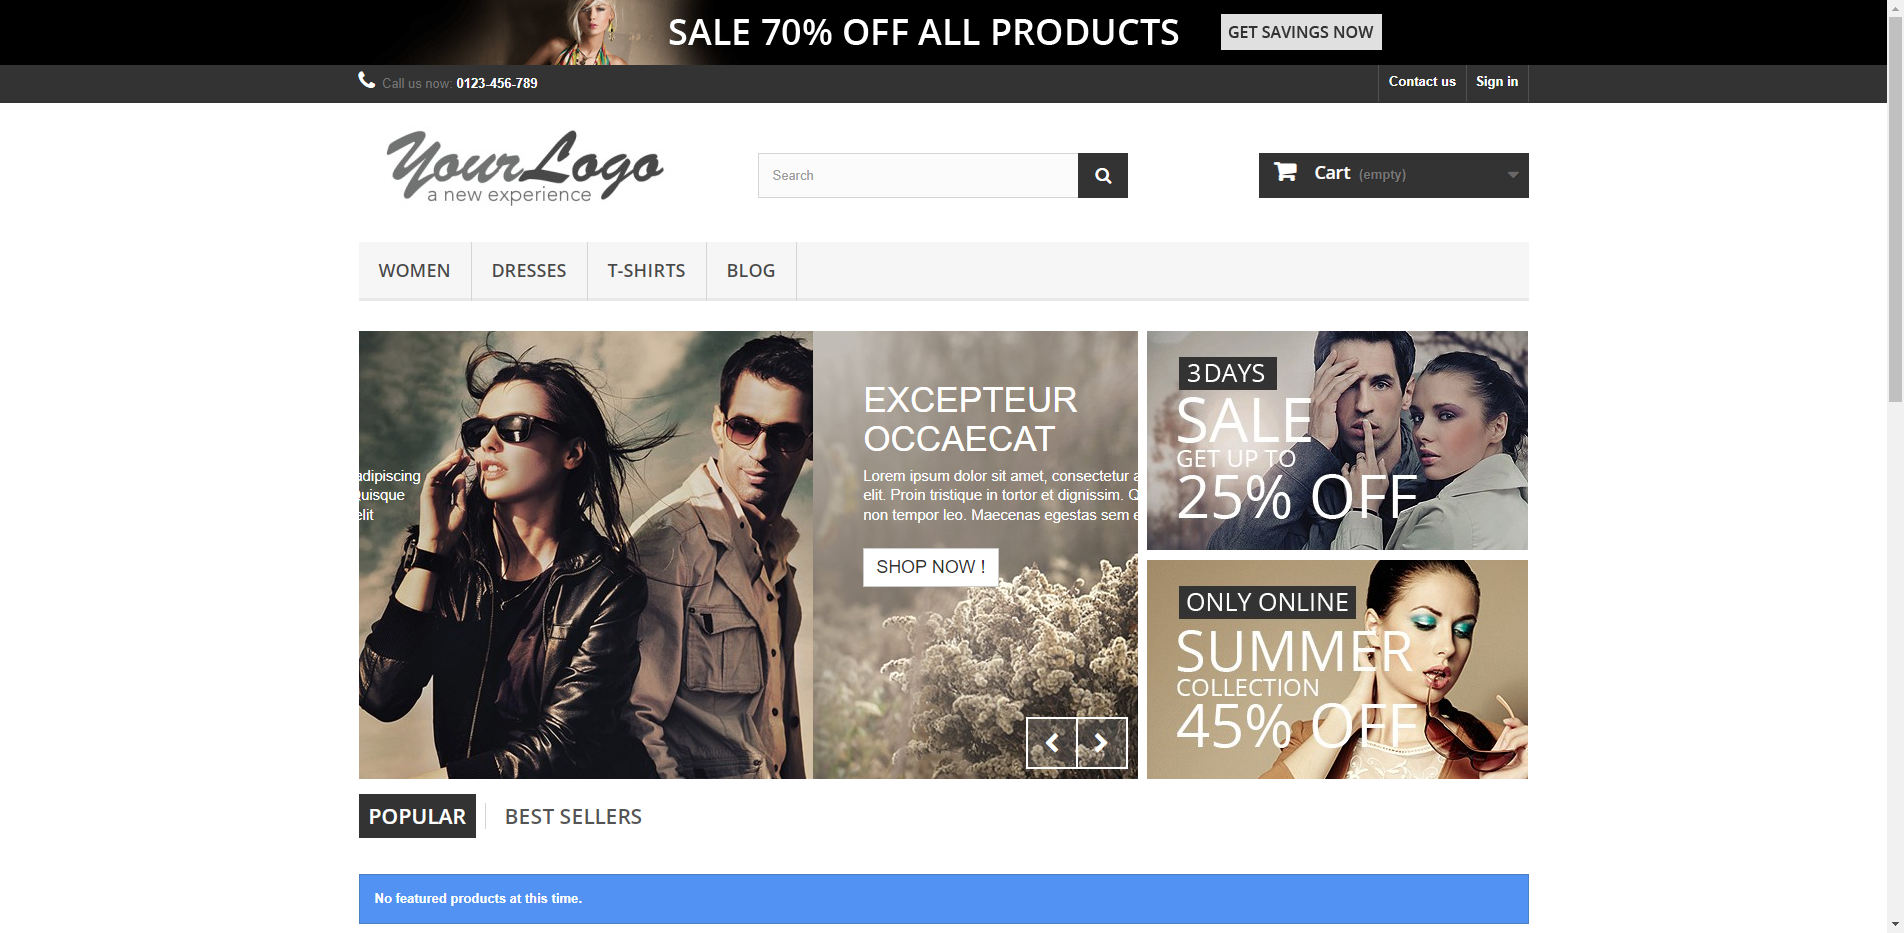 SALE 70% OFF ALL PRODUCTS
GET SAVINGS NOW
Call us now: 0123-456-789
Contact us
Sign in
YourLogo
a new experience
Search
Cart (empty)
WOMEN
DRESSES
T-SHIRTS
BLOG
adipiscing
Quisque
elit
EXCEPTEUR
OCCAECAT
Lorem ipsum dolor sit amet, consectetur a
elit. Proin tristique in tortor et dignissim. Q
non tempor leo. Maecenas egestas sem e
SHOP NOW !
3 DAYS
SALE
GET UP TO
25% OFF
ONLY ONLINE
SUMMER
COLLECTION
45% OFF
POPULAR
BEST SELLERS
No featured products at this time.